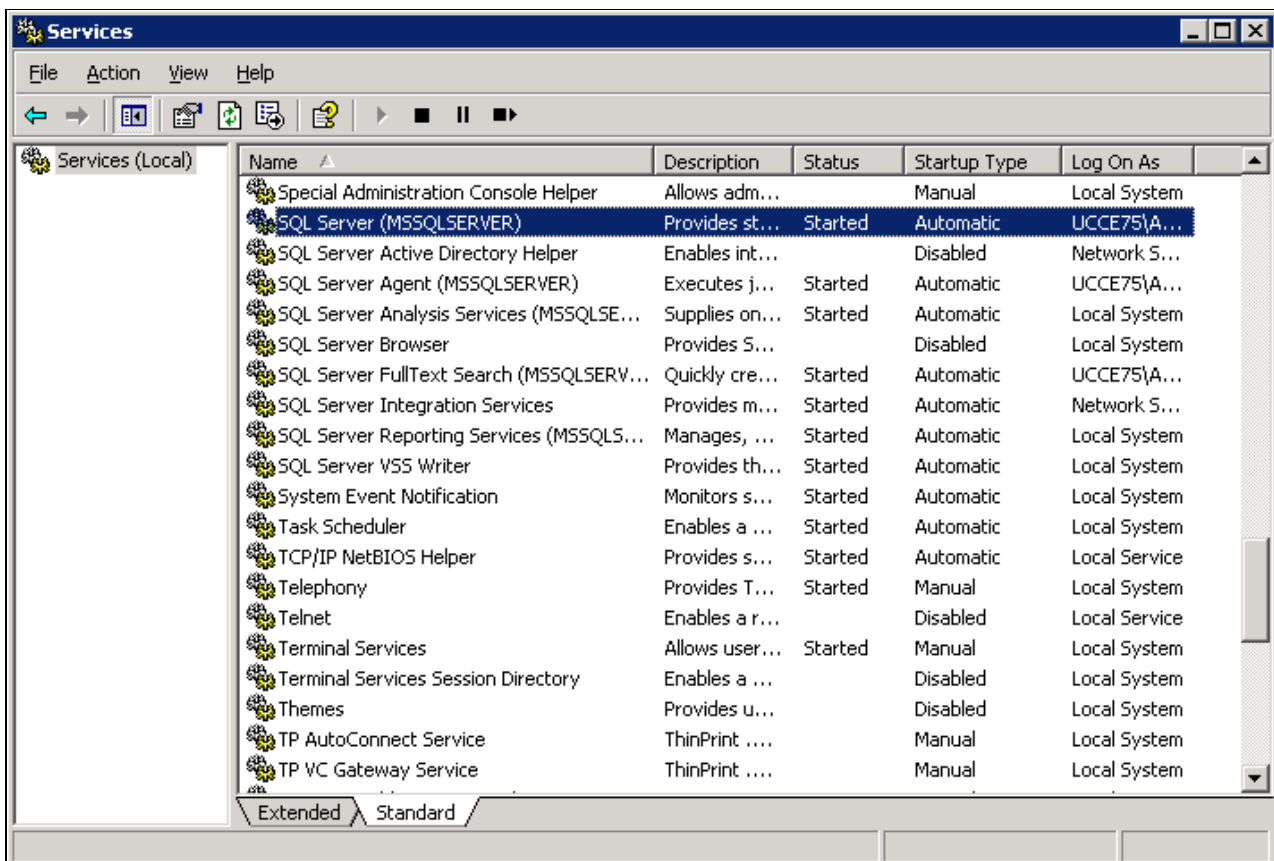 Services
File Action View Help
Services (Local)
Name Description Status Startup Type Log On As
Special Administration Console Helper Allows adm... Manual Local System
SQL Server (MSSQLSERVER) Provides st... Started Automatic UCCE75\A...
SQL Server Active Directory Helper Enables int... Disabled Network S...
SQL Server Agent (MSSQLSERVER) Executes j... Started Automatic UCCE75\A...
SQL Server Analysis Services (MSSQLSE... Supplies on... Started Automatic Local System
SQL Server Browser Provides S... Disabled Local System
SQL Server FullText Search (MSSQLSERV... Quickly cre... Started Automatic UCCE75\A...
SQL Server Integration Services Provides m... Started Automatic Network S...
SQL Server Reporting Services (MSSQLS... Manages, ... Started Automatic Local System
SQL Server VSS Writer Provides th... Started Automatic Local System
System Event Notification Monitors s... Started Automatic Local System
Task Scheduler Enables a ... Started Automatic Local System
TCP/IP NetBIOS Helper Provides s... Started Automatic Local Service
Telephony Provides T... Started Manual Local System
Telnet Enables a r... Disabled Local Service
Terminal Services Allows user... Started Manual Local System
Terminal Services Session Directory Enables a ... Disabled Local System
Themes Provides u... Disabled Local System
TP AutoConnect Service ThinPrint .... Manual Local System
TP VC Gateway Service ThinPrint .... Manual Local System
Extended Standard